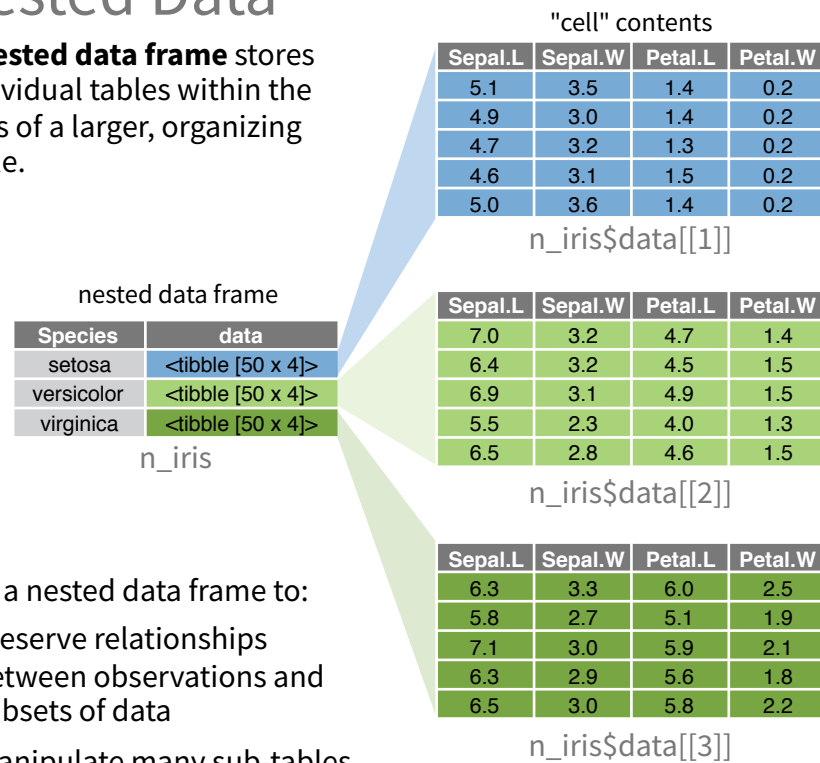 ested Data
ested data frame stores
ividual tables within the
s of a larger, organizing
e.
"cell" contents
Sepal.L Sepal.W Petal.L Petal.W
5.1 3.5 1.4 0.2
4.9 3.0 1.4 0.2
4.7 3.2 1.3 0.2
4.6 3.1 1.5 0.2
5.0 3.6 1.4 0.2
n_iris$data[[1]]
nested data frame
Species data
setosa <tibble [50 x 4]>
versicolor <tibble [50 x 4]>
virginica <tibble [50 x 4]>
n_iris
Sepal.L Sepal.W Petal.L Petal.W
7.0 3.2 4.7 1.4
6.4 3.2 4.5 1.5
6.9 3.1 4.9 1.5
5.5 2.3 4.0 1.3
6.5 2.8 4.6 1.5
n_iris$data[[2]]
a nested data frame to:
eserve relationships
etween observations and
bsets of data
anipulate many sub-tables
Sepal.L Sepal.W Petal.L Petal.W
6.3 3.3 6.0 2.5
5.8 2.7 5.1 1.9
7.1 3.0 5.9 2.1
6.3 2.9 5.6 1.8
6.5 3.0 5.8 2.2
n_iris$data[[3]]